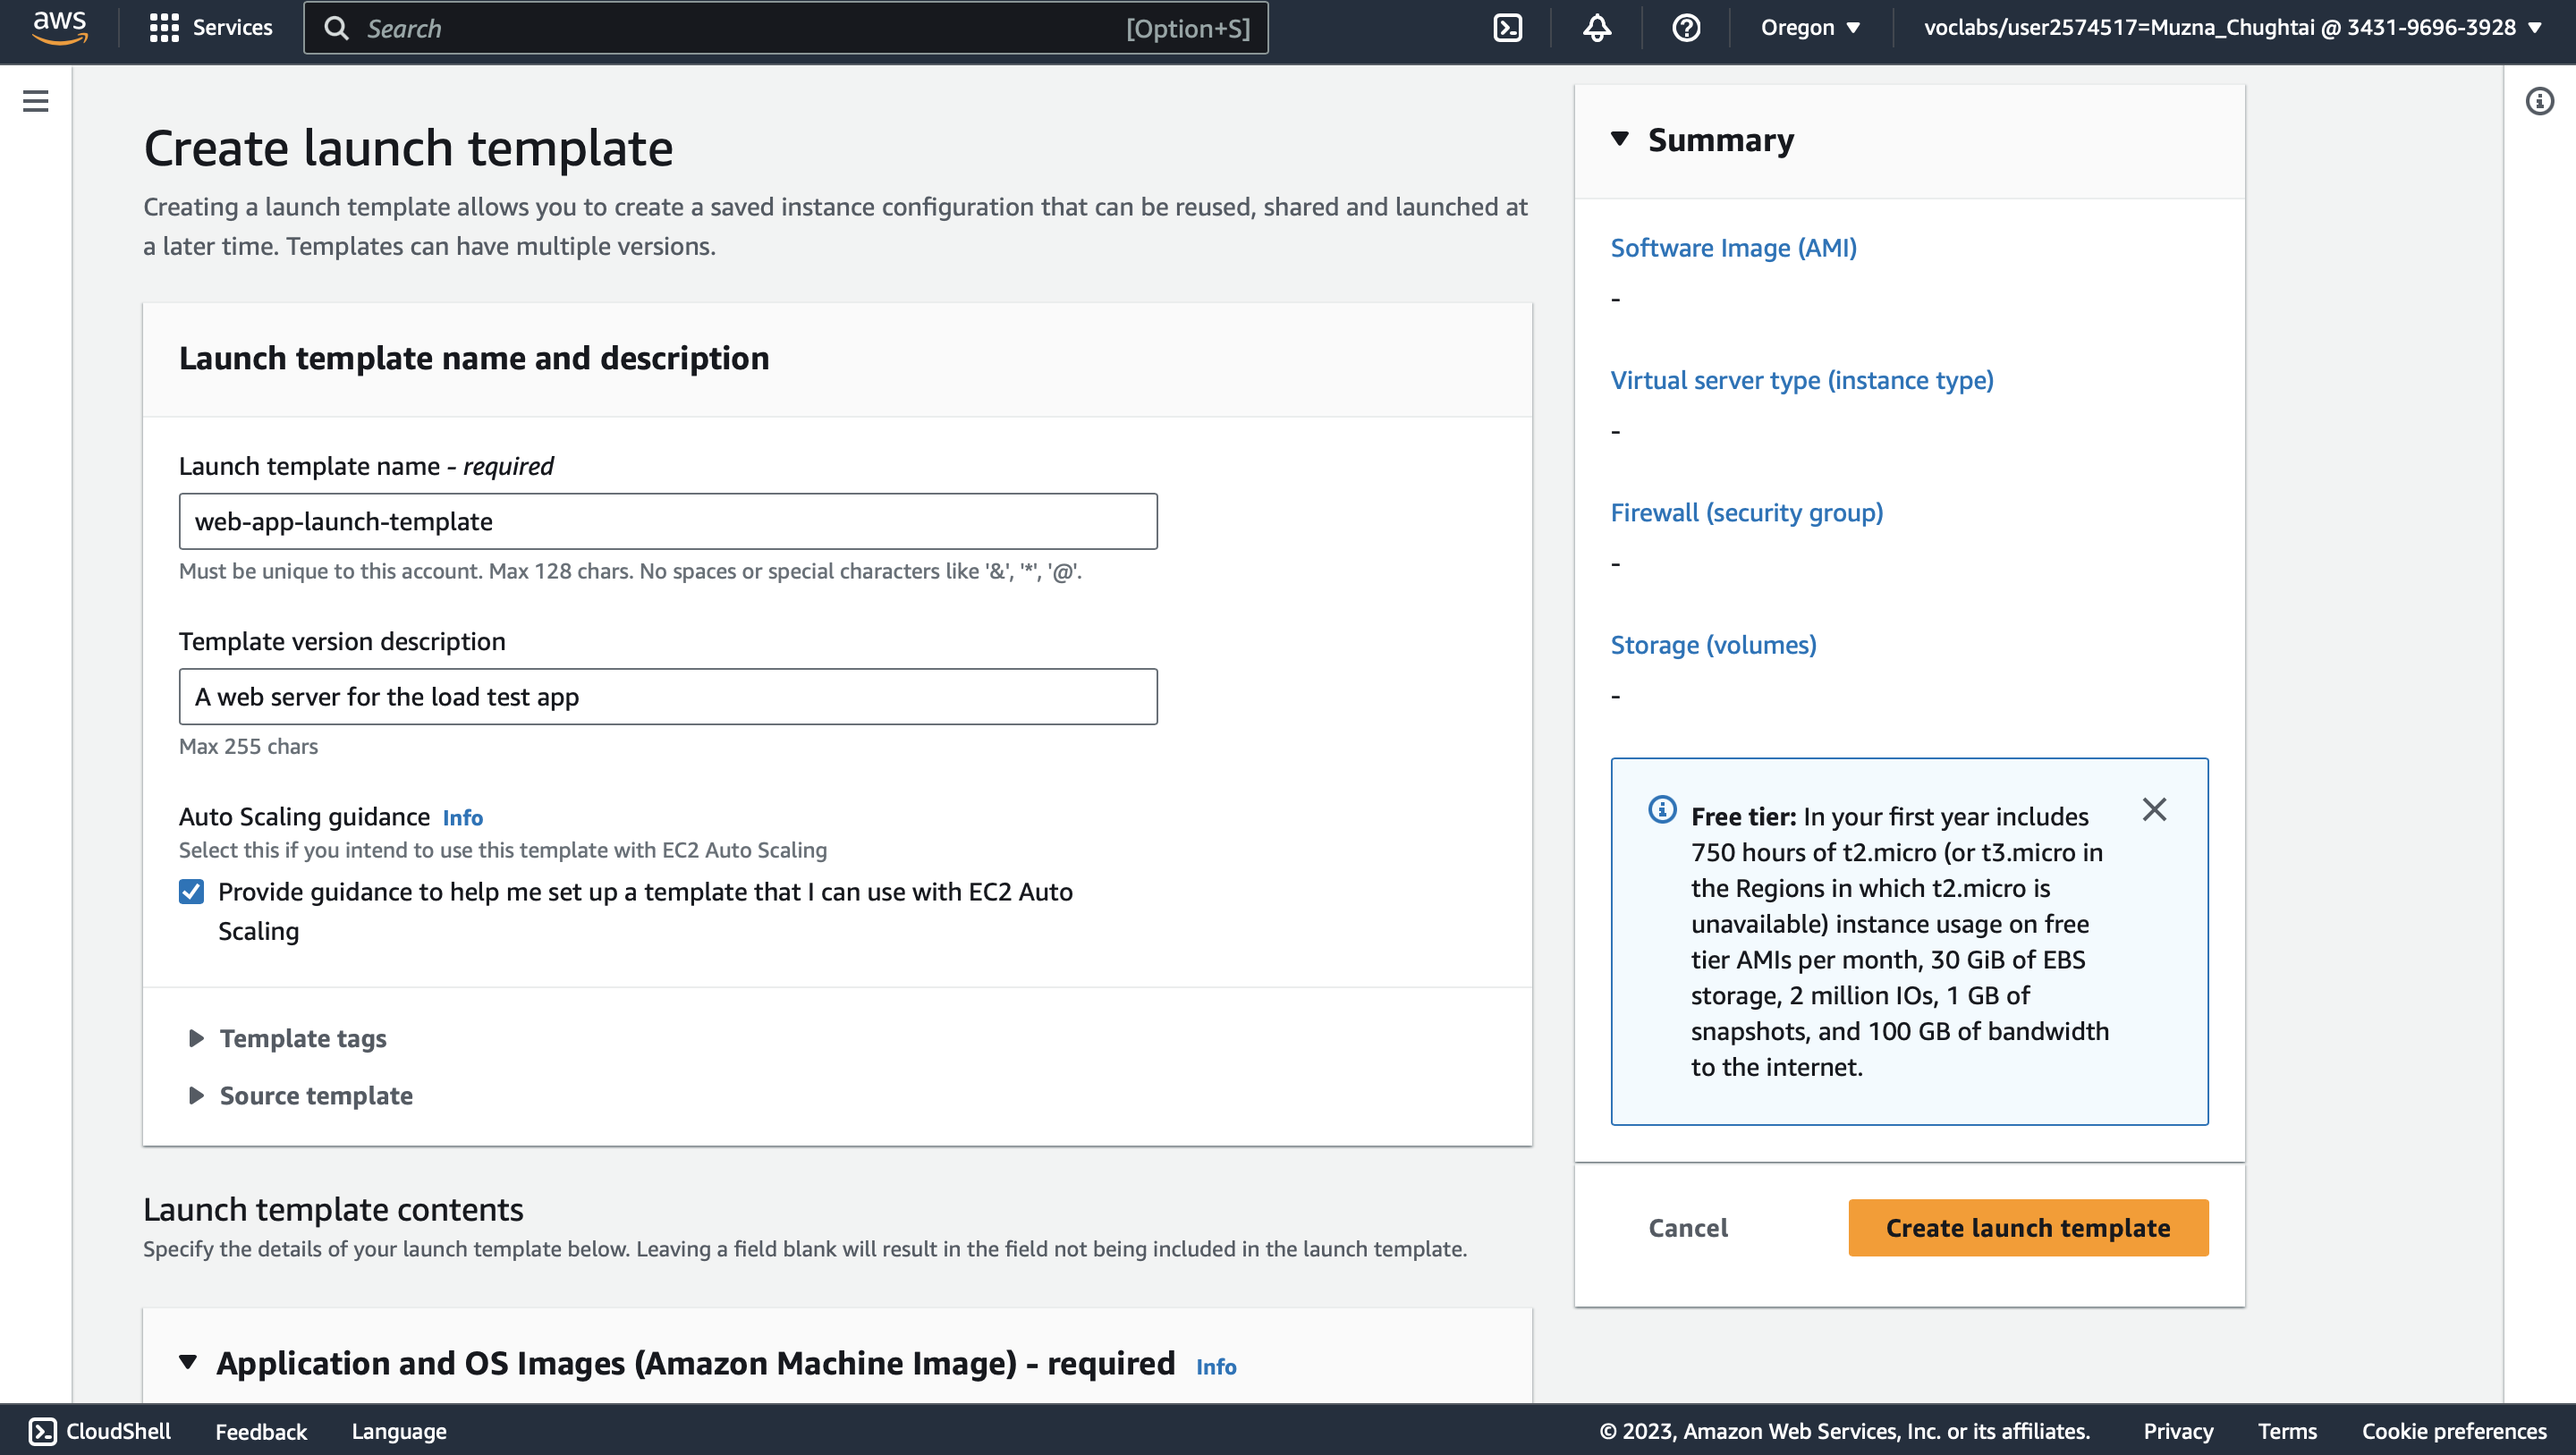 aws
Services
Search
[Option+S]
Oregon
voclabs/user2574517=Muzna_Chughtai @ 3431-9696-3928
Create launch template
Creating a launch template allows you to create a saved instance configuration that can be reused, shared and launched at
a later time. Templates can have multiple versions.
Launch template name and description
Launch template name - required
web-app-launch-template
Must be unique to this account. Max 128 chars. No spaces or special characters like '&', '*', '@'.
Template version description
A web server for the load test app
Max 255 chars
Auto Scaling guidance Info
Select this if you intend to use this template with EC2 Auto Scaling
Provide guidance to help me set up a template that I can use with EC2 Auto
Scaling
Template tags
Source template
Launch template contents
Specify the details of your launch template below. Leaving a field blank will result in the field not being included in the launch template.
Application and OS Images (Amazon Machine Image) - required Info
Summary
Software Image (AMI)
-
Virtual server type (instance type)
-
Firewall (security group)
-
Storage (volumes)
-
Free tier: In your first year includes
750 hours of t2.micro (or t3.micro in
the Regions in which t2.micro is
unavailable) instance usage on free
tier AMIs per month, 30 GiB of EBS
storage, 2 million IOs, 1 GB of
snapshots, and 100 GB of bandwidth
to the internet.
Cancel
Create launch template
CloudShell
Feedback
Language
© 2023, Amazon Web Services, Inc. or its affiliates.
Privacy
Terms
Cookie preferences